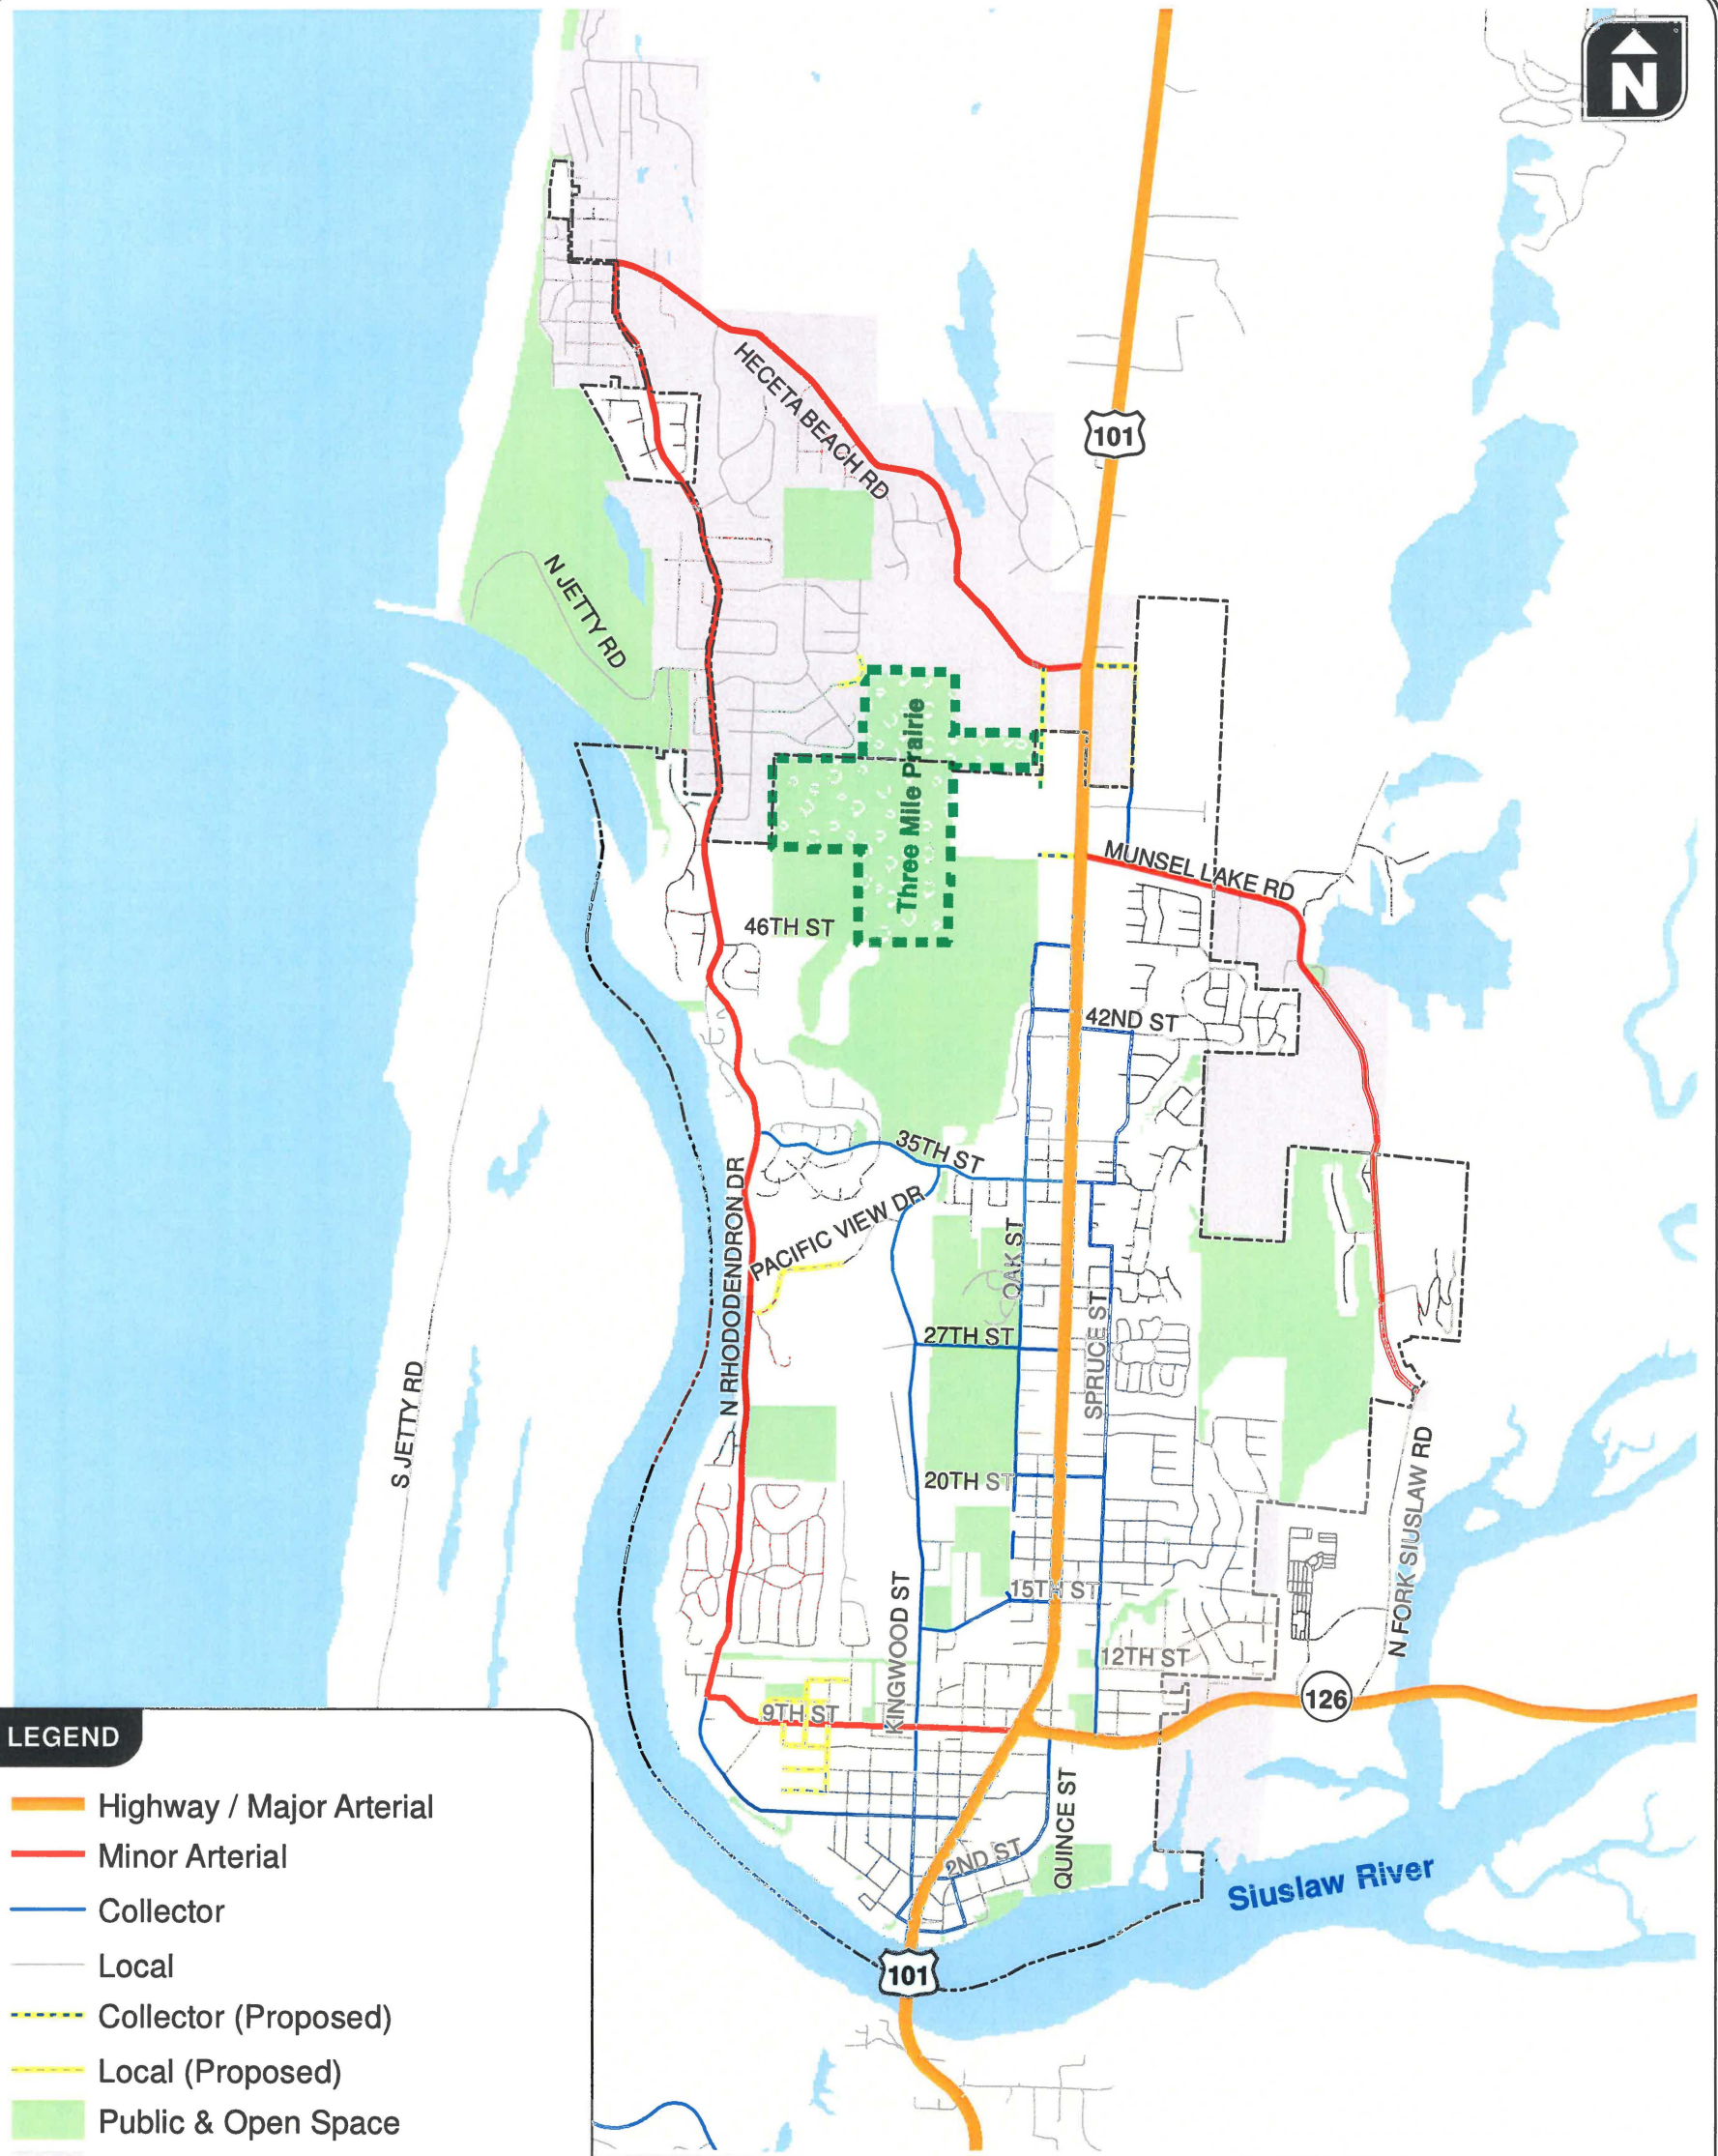 N
HECETA BEACH RD
101
N JETTY RD
Three Mile Prairie
MUNSEL LAKE RD
46TH ST
42ND ST
35TH ST
N RHODODENDRON DR
PACIFIC VIEW DR
OAK ST
27TH ST
SPRUCE ST
S JETTY RD
20TH ST
N FORK SIUSLAW RD
15TH ST
KINGWOOD ST
12TH ST
126
9TH ST
QUINCE ST
2ND ST
Siuslaw River
101
LEGEND
Highway / Major Arterial
Minor Arterial
Collector
Local
Collector (Proposed)
Local (Proposed)
Public & Open Space